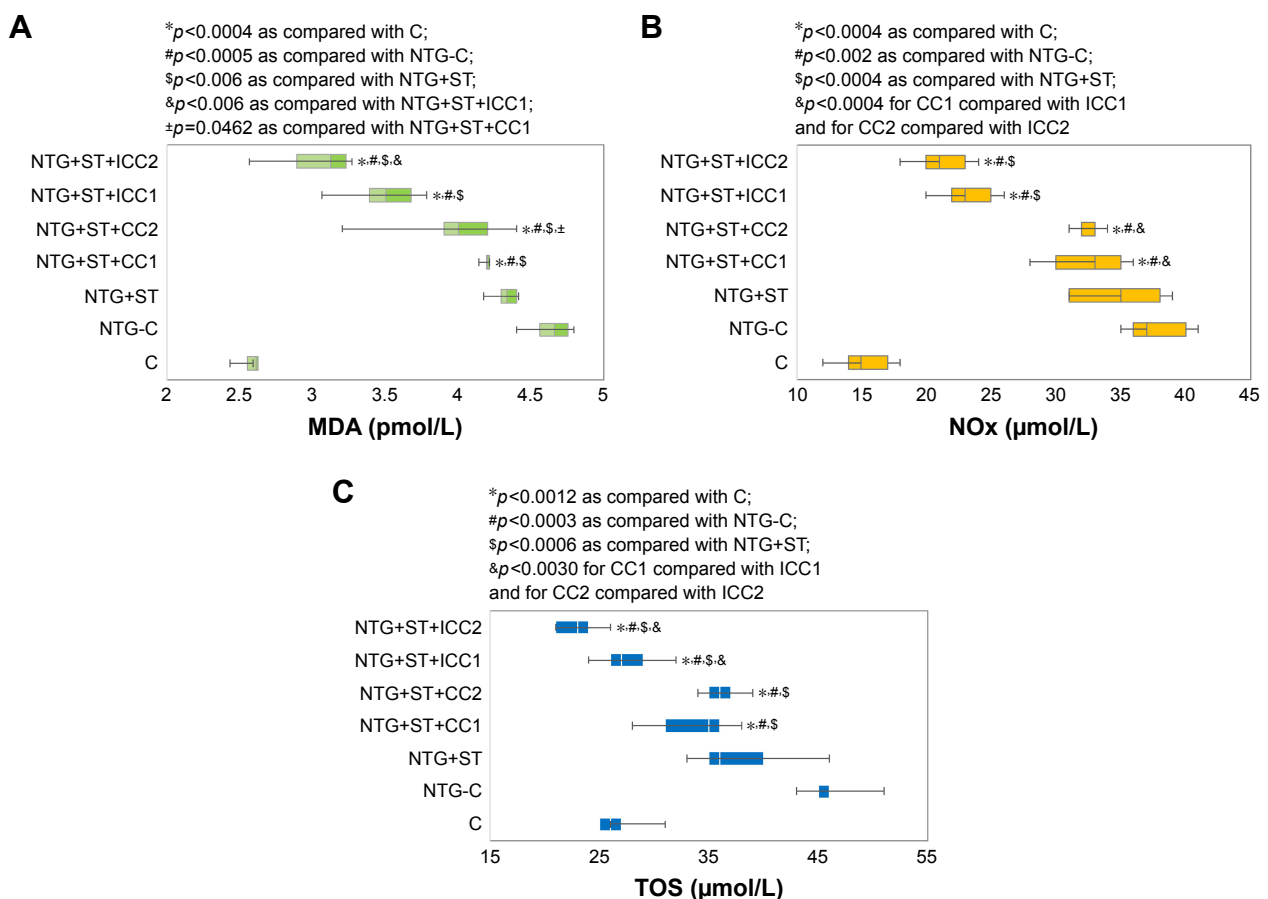 A
*p<0.0004 as compared with C;
#p<0.0005 as compared with NTG-C;
$p<0.006 as compared with NTG+ST;
&p<0.006 as compared with NTG+ST+ICC1;
±p=0.0462 as compared with NTG+ST+CC1
NTG+ST+ICC2
*,#,$,&
NTG+ST+ICC1
*,#,$
NTG+ST+CC2
*,#,$,±
NTG+ST+CC1
*,#,$
NTG+ST
NTG-C
C
2 2.5 3 3.5 4 4.5 5
MDA (pmol/L)
B
*p<0.0004 as compared with C;
#p<0.002 as compared with NTG-C;
$p<0.0004 as compared with NTG+ST;
&p<0.0004 for CC1 compared with ICC1
and for CC2 compared with ICC2
NTG+ST+ICC2
*,#,$
NTG+ST+ICC1
*,#,$
NTG+ST+CC2
*,#,&
NTG+ST+CC1
*,#,&
NTG+ST
NTG-C
C
10 15 20 25 30 35 40 45
NOx (µmol/L)
C
*p<0.0012 as compared with C;
#p<0.0003 as compared with NTG-C;
$p<0.0006 as compared with NTG+ST;
&p<0.0030 for CC1 compared with ICC1
and for CC2 compared with ICC2
NTG+ST+ICC2
*,#,$,&
NTG+ST+ICC1
*,#,$,&
NTG+ST+CC2
*,#,$
NTG+ST+CC1
*,#,$
NTG+ST
NTG-C
C
15 25 35 45 55
TOS (µmol/L)